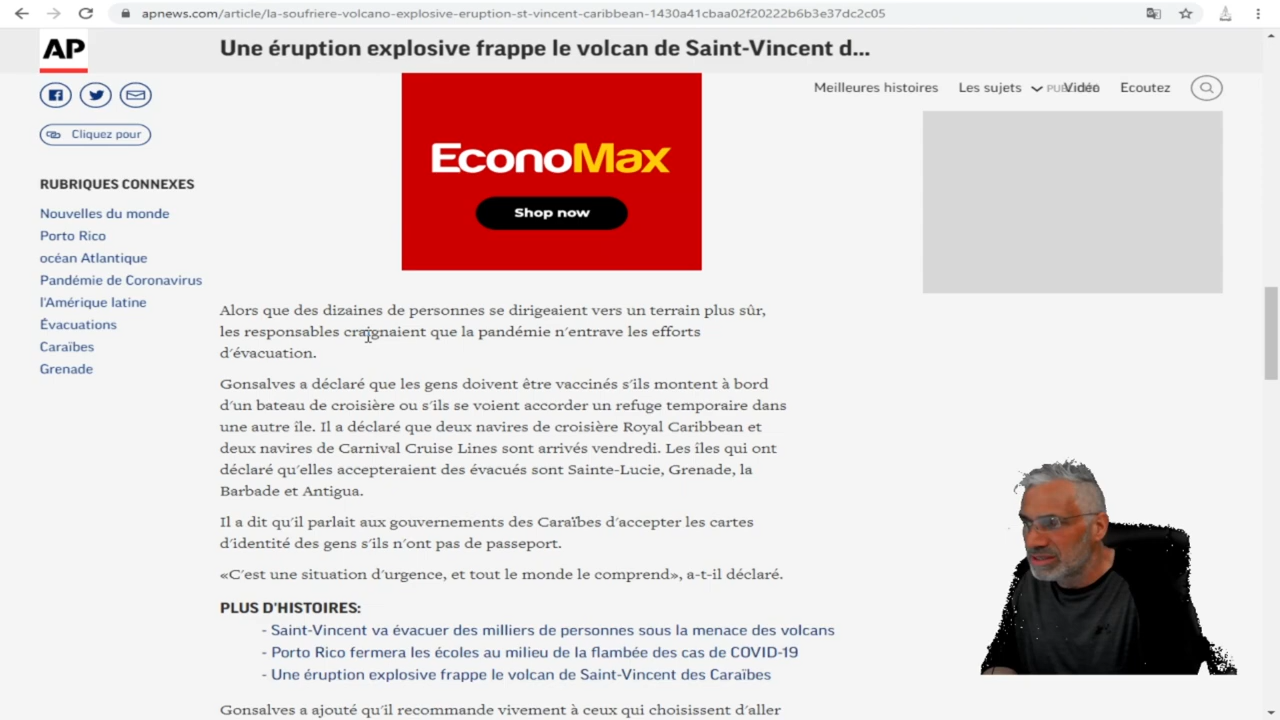 apnews.com/article/la-soufriere-volcano-explosive-eruption-st-vincent-caribbean-1430a41cbaa02f20222b6b3e37dc2c05
AP
Une éruption explosive frappe le volcan de Saint-Vincent d...
Meilleures histoires
Les sujets
Vidéo
Ecoutez
Cliquez pour
RUBRIQUES CONNEXES
Nouvelles du monde
Porto Rico
océan Atlantique
Pandémie de Coronavirus
l'Amérique latine
Évacuations
Caraïbes
Grenade
EconoMax
Shop now
Alors que des dizaines de personnes se dirigeaient vers un terrain plus sûr,
les responsables craignaient que la pandémie n'entrave les efforts
d'évacuation.
Gonsalves a déclaré que les gens doivent être vaccinés s'ils montent à bord
d'un bateau de croisière ou s'ils se voient accorder un refuge temporaire dans
une autre île. Il a déclaré que deux navires de croisière Royal Caribbean et
deux navires de Carnival Cruise Lines sont arrivés vendredi. Les îles qui ont
déclaré qu'elles accepteraient des évacués sont Sainte-Lucie, Grenade, la
Barbade et Antigua.
Il a dit qu'il parlait aux gouvernements des Caraïbes d'accepter les cartes
d'identité des gens s'ils n'ont pas de passeport.
«C'est une situation d'urgence, et tout le monde le comprend», a-t-il déclaré.
PLUS D'HISTOIRES:
- Saint-Vincent va évacuer des milliers de personnes sous la menace des volcans
- Porto Rico fermera les écoles au milieu de la flambée des cas de COVID-19
- Une éruption explosive frappe le volcan de Saint-Vincent des Caraïbes
Gonsalves a ajouté qu'il recommande vivement à ceux qui choisissent d'aller